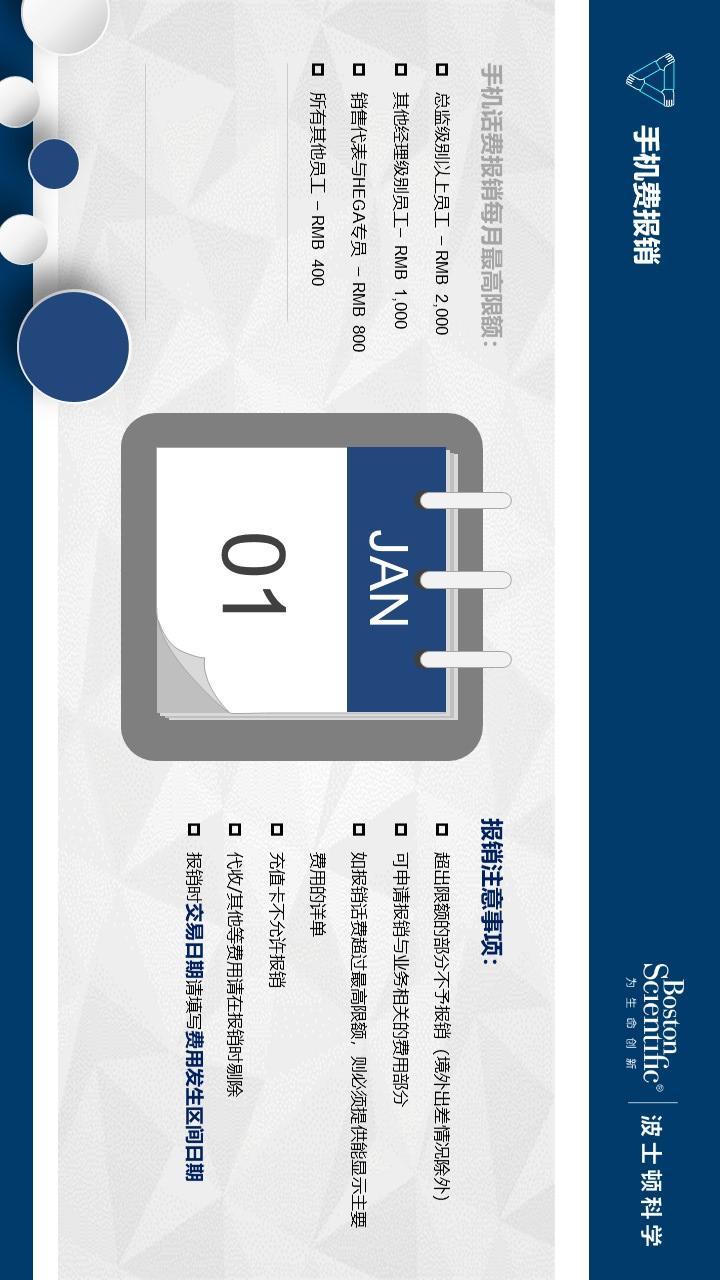 手机费报销
Boston
Scientific®
为生命创新
波士顿科学
手机话费报销每月最高限额：
总监级别以上员工 – RMB 2,000
其他经理级别员工– RMB 1,000
销售代表与HEGA专员 – RMB 800
所有其他员工 – RMB 400
JAN
01
报销注意事项：
超出限额的部分不予报销（境外出差情况除外）
可申请报销与业务相关的费用部分
如报销话费超过最高限额，则必须提供能显示主要
费用的详单
充值卡不允许报销
代收/其他等费用请在报销时剔除
报销时交易日期请填写费用发生区间日期